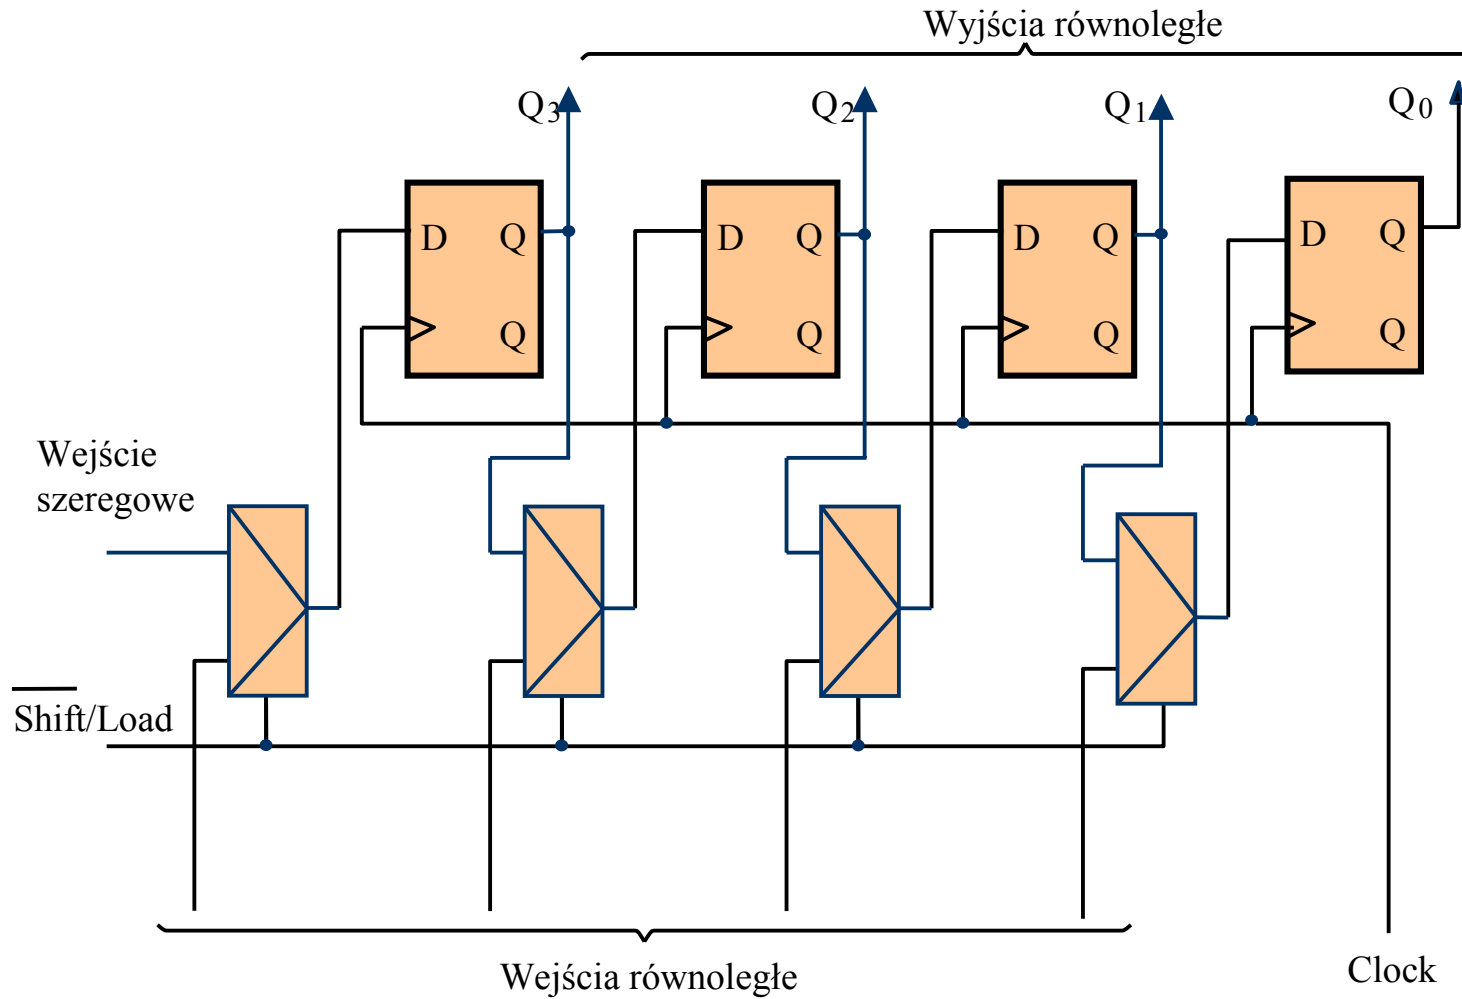 Wyjścia równoległe
Q3 Q2 Q1 Q0
D Q D Q D Q D Q
Q Q Q Q
Wejście
szeregowe
Shift/Load
Wejścia równoległe
Clock